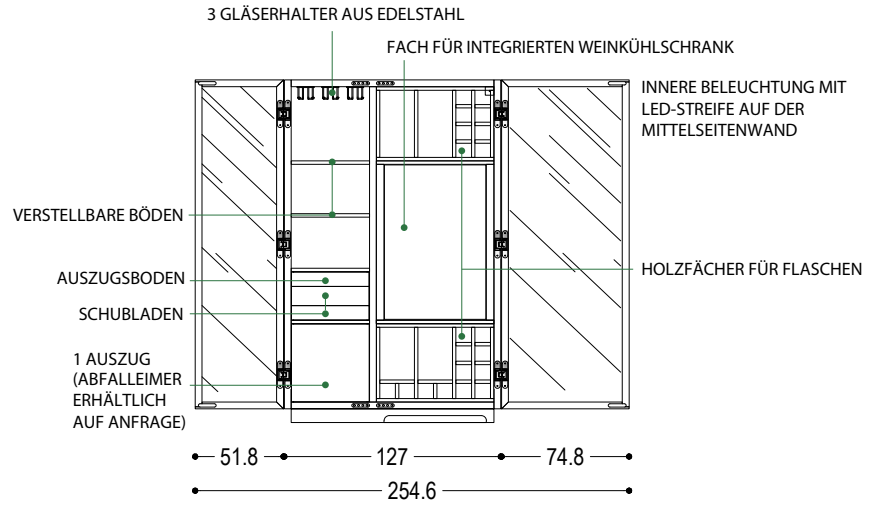 3 GLÄSERHALTER AUS EDELSTAHL
FACH FÜR INTEGRIERTEN WEINKÜHLSCHRANK
INNERE BELEUCHTUNG MIT
LED-STREIFE AUF DER
MITTELSEITENWAND
VERSTELLBARE BÖDEN
AUSZUGSBODEN
SCHUBLADEN
HOLZFÄCHER FÜR FLASCHEN
1 AUSZUG
(ABFALLEIMER
ERHÄLTLICH
AUF ANFRAGE)
51.8 127 74.8
254.6